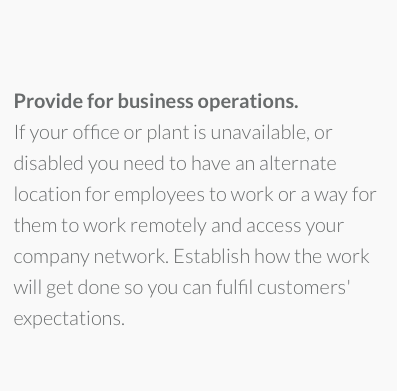 Provide for business operations.
If your office or plant is unavailable, or
disabled you need to have an alternate
location for employees to work or a way for
them to work remotely and access your
company network. Establish how the work
will get done so you can fulfil customers'
expectations.